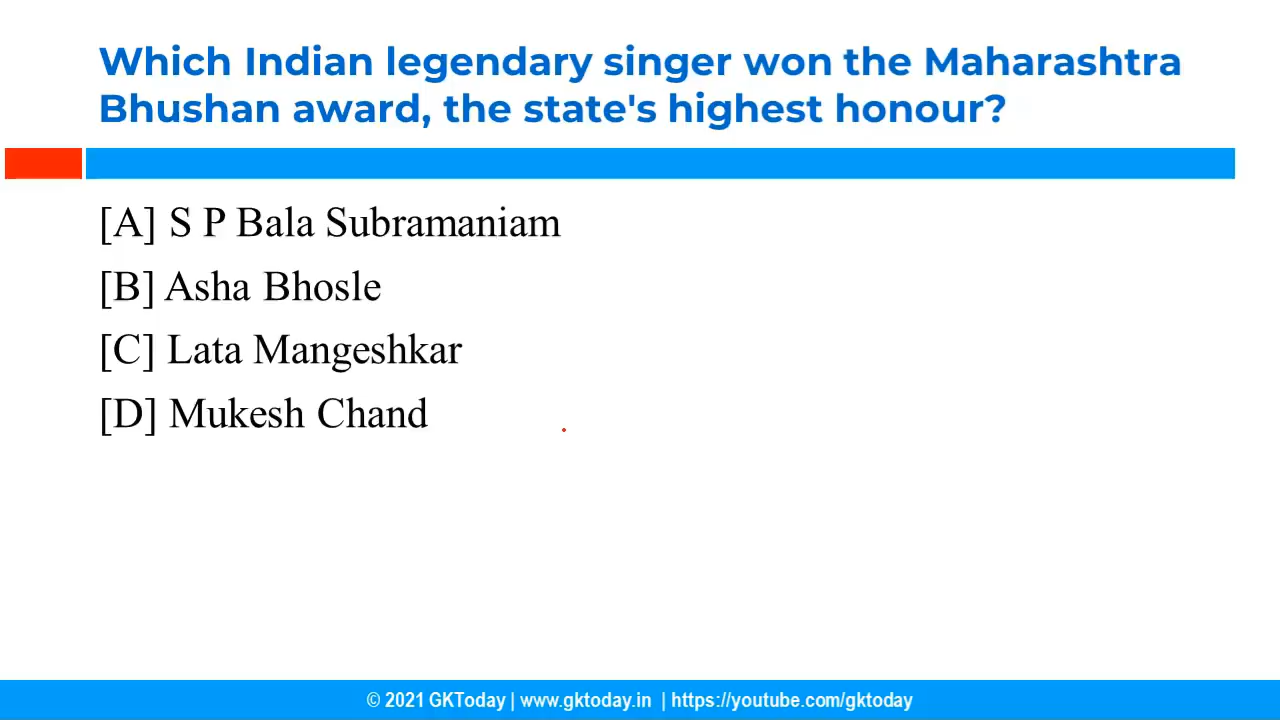 Which Indian legendary singer won the Maharashtra
Bhushan award, the state's highest honour?
[A] S P Bala Subramaniam
[B] Asha Bhosle
[C] Lata Mangeshkar
[D] Mukesh Chand
© 2021 GKToday | www.gktoday.in | https://youtube.com/gktoday